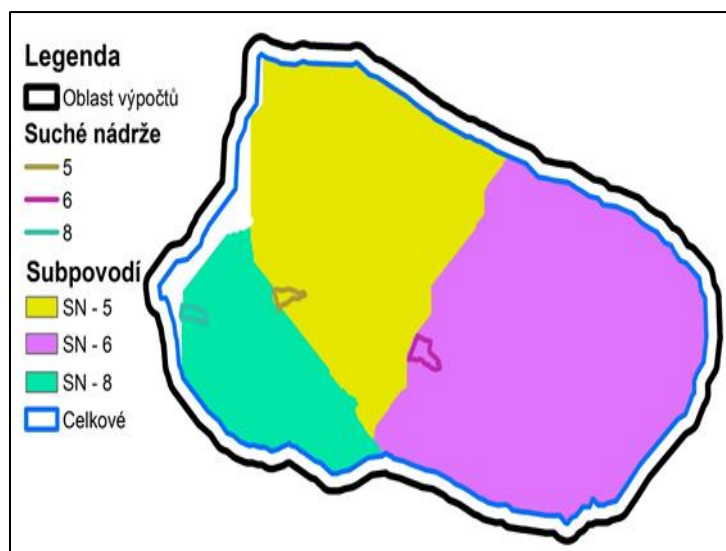 Legenda
Oblast výpočtů
Suché nádrže
5
6
8
Subpovodí
SN - 5
SN - 6
SN - 8
Celkové